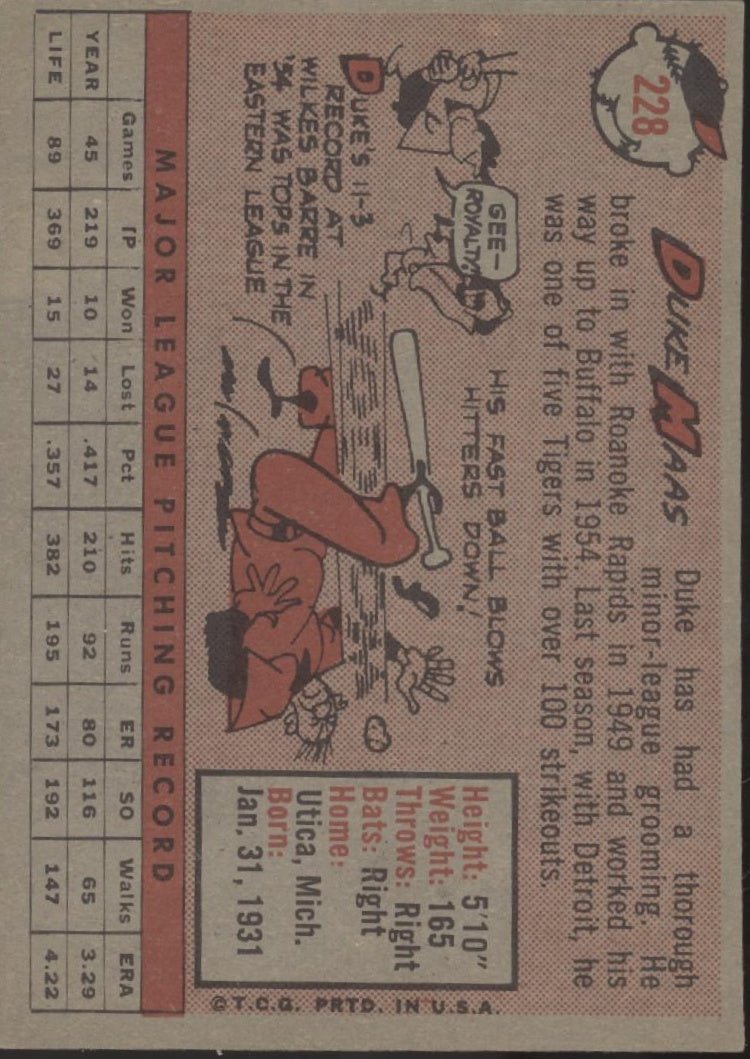 228
DUKE MAAS
Duke has had a thorough
minor-league grooming. He
broke in with Roanoke Rapids in 1949 and worked his
way up to Buffalo in 1954. Last season, with Detroit, he
was one of five Tigers with over 100 strikeouts.
GEE—
ROYALTY!
DUKE'S 11-3
RECORD AT
WILKES BARRE IN
'54 WAS TOPS IN THE
EASTERN LEAGUE
HIS FAST BALL BLOWS
HITTERS DOWN!
Height: 5'10"
Weight: 165
Throws: Right
Bats: Right
Home:
Utica, Mich.
Born:
Jan. 31, 1931
©T.C.G. PRTD. IN U.S.A.
MAJOR LEAGUE PITCHING RECORD
Games IP Won Lost Pct Hits Runs ER SO Walks ERA
YEAR 45 219 10 14 .417 210 92 80 116 65 3.29
LIFE 89 369 15 27 .357 382 195 173 192 147 4.22